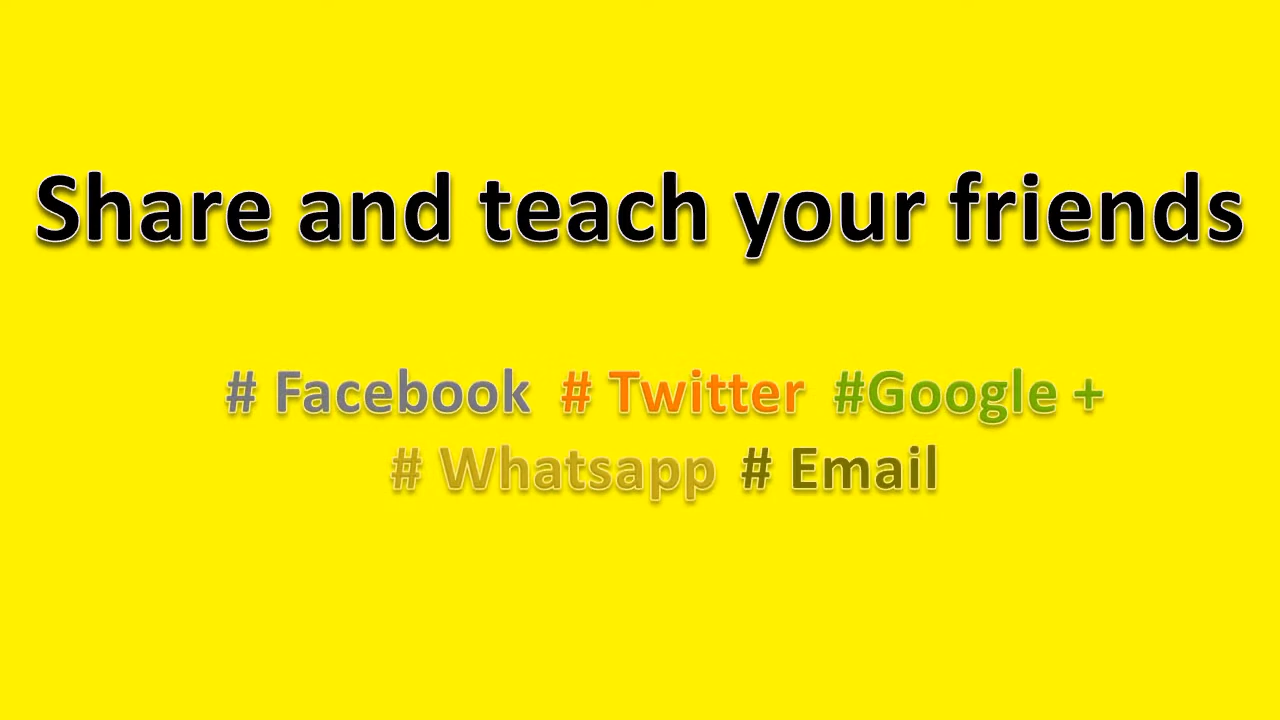 Share and teach your friends
# Facebook # Twitter #Google +
# Whatsapp # Email